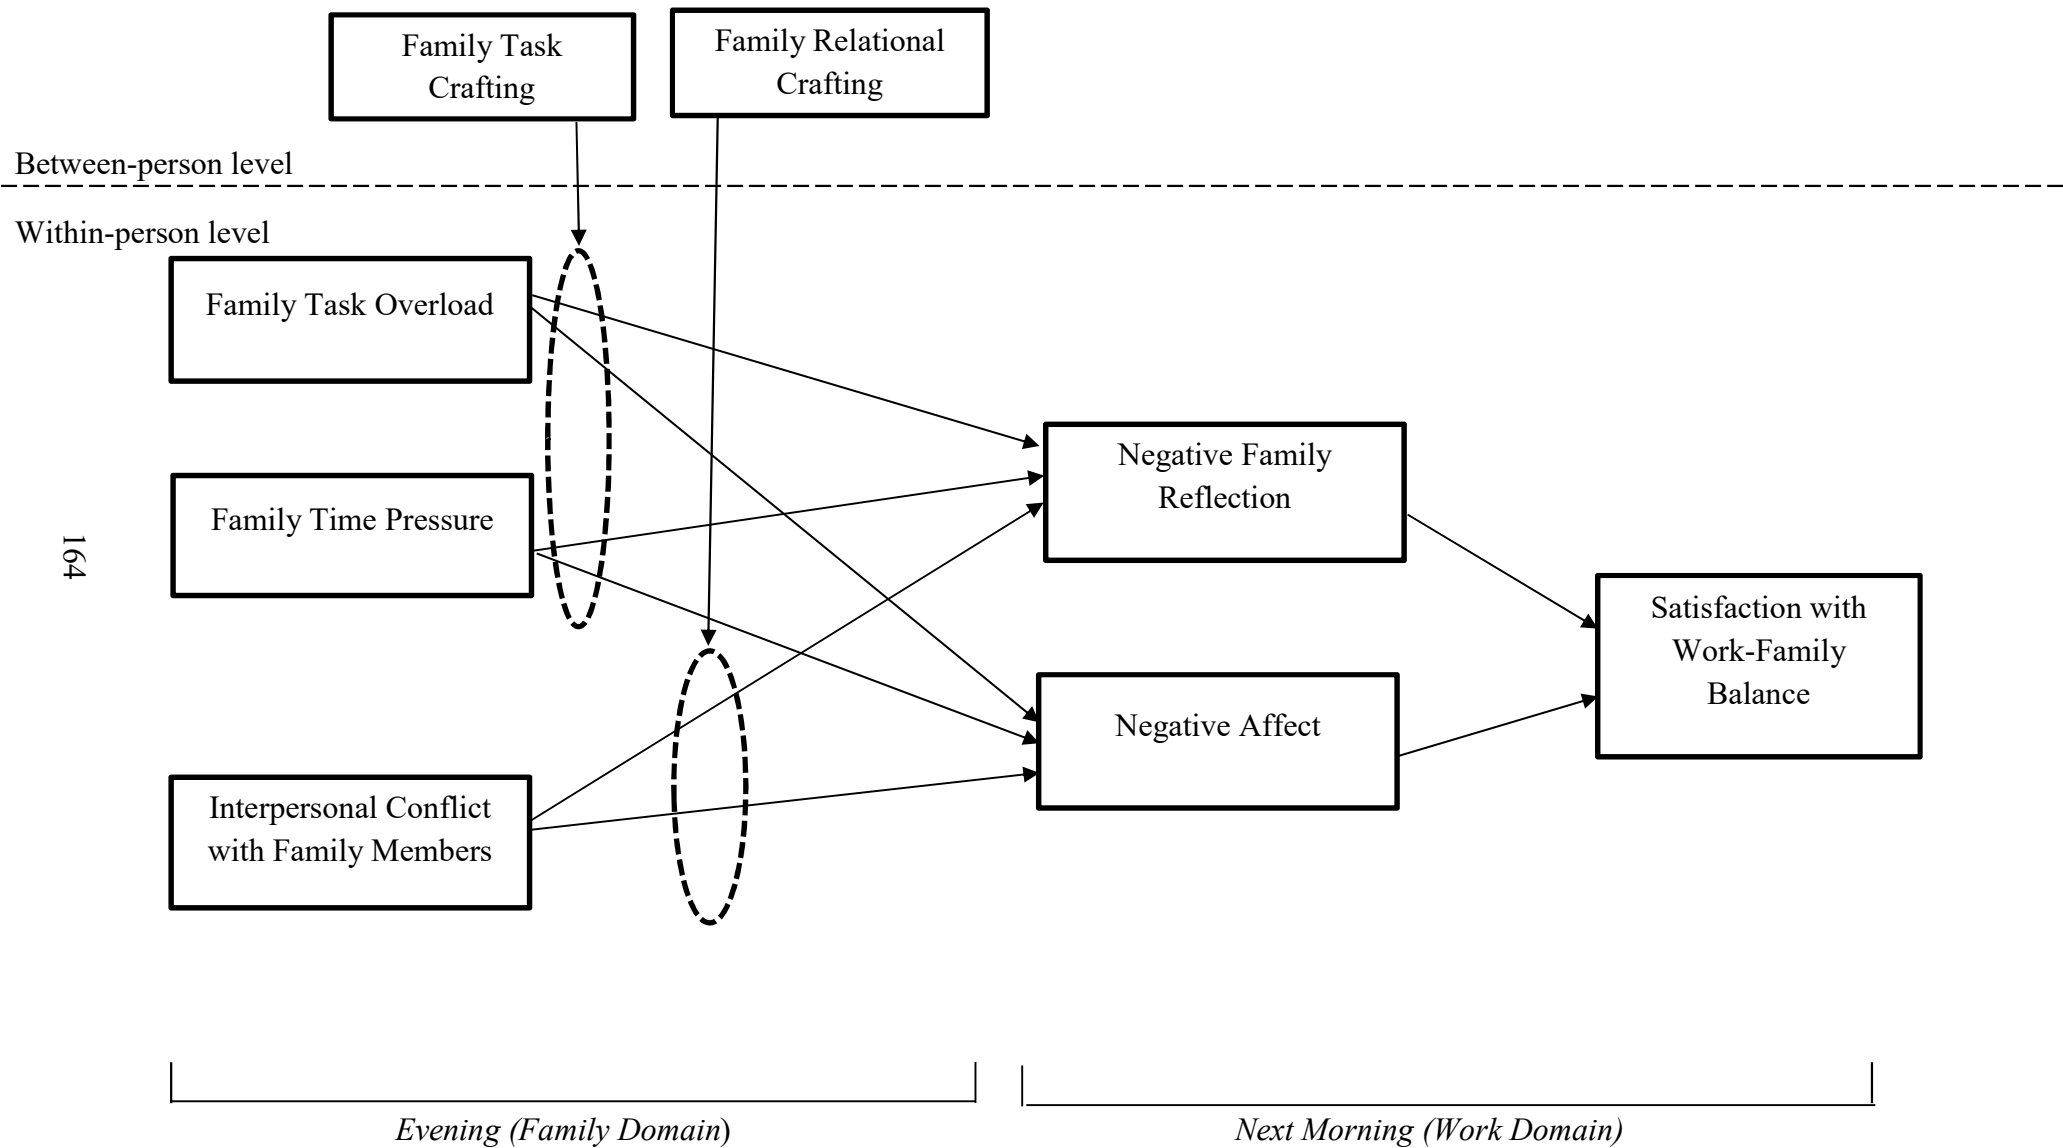 Family Task
Crafting
Family Relational
Crafting
Between-person level
Within-person level
Family Task Overload
Family Time Pressure
Interpersonal Conflict
with Family Members
Negative Family
Reflection
Negative Affect
Satisfaction with
Work-Family
Balance
164
Evening (Family Domain)
Next Morning (Work Domain)